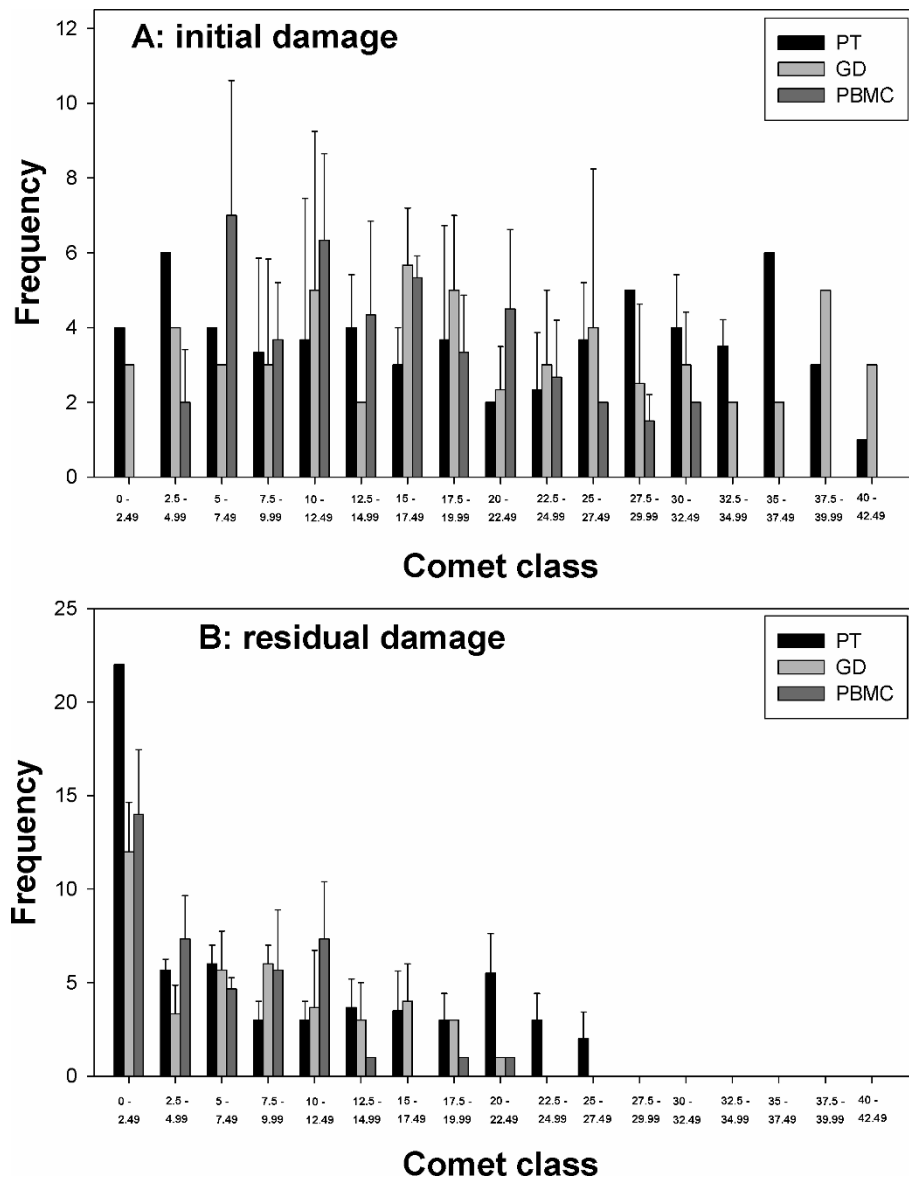 A: initial damage
PT
GD
PBMC
Frequency
12
10
8
6
4
2
0
0 - 2.5 - 5 - 7.5 - 10 - 12.5 - 15 - 17.5 - 20 - 22.5 - 25 - 27.5 - 30 - 32.5 - 35 - 37.5 - 40 -
2.49 4.99 7.49 9.99 12.49 14.99 17.49 19.99 22.49 24.99 27.49 29.99 32.49 34.99 37.49 39.99 42.49
Comet class
B: residual damage
PT
GD
PBMC
Frequency
25
20
15
10
5
0
0 - 2.5 - 5 - 7.5 - 10 - 12.5 - 15 - 17.5 - 20 - 22.5 - 25 - 27.5 - 30 - 32.5 - 35 - 37.5 - 40 -
2.49 4.99 7.49 9.99 12.49 14.99 17.49 19.99 22.49 24.99 27.49 29.99 32.49 34.99 37.49 39.99 42.49
Comet class